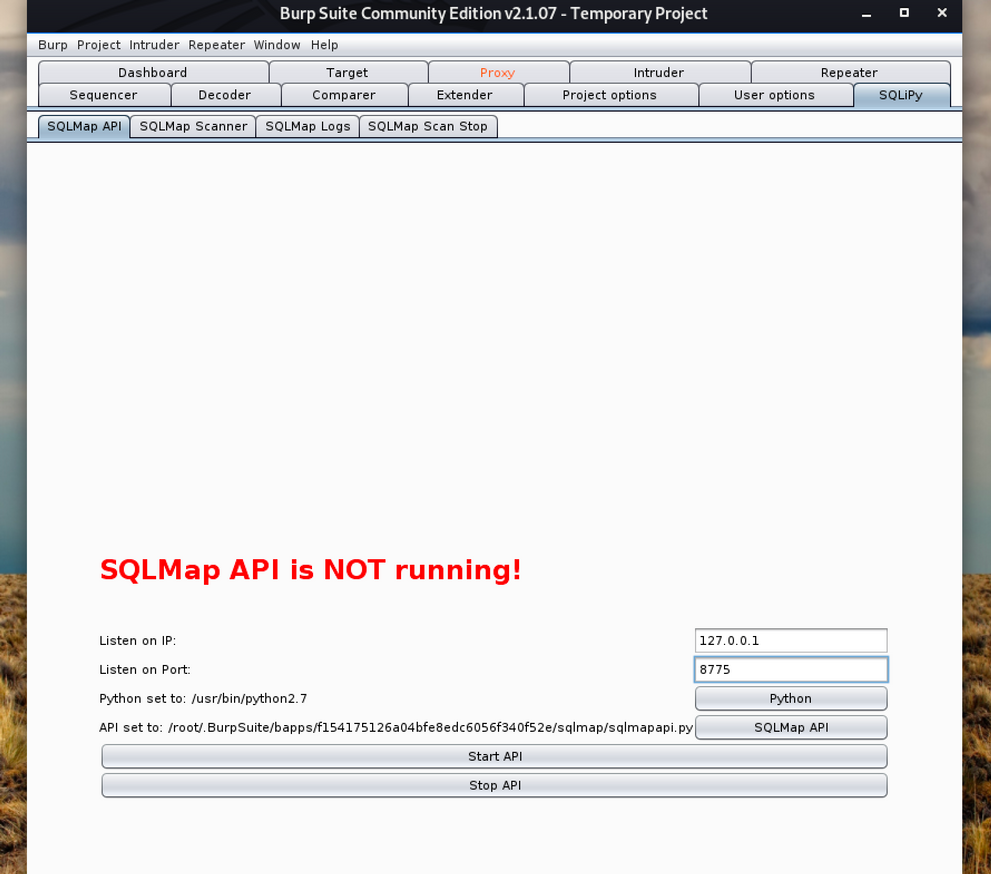 Burp Suite Community Edition v2.1.07 - Temporary Project
Burp Project Intruder Repeater Window Help
Dashboard Target Proxy Intruder Repeater
Sequencer Decoder Comparer Extender Project options User options SQLiPy
SQLMap API SQLMap Scanner SQLMap Logs SQLMap Scan Stop
SQLMap API is NOT running!
Listen on IP: 127.0.0.1
Listen on Port: 8775
Python set to: /usr/bin/python2.7 Python
API set to: /root/.BurpSuite/bapps/f154175126a04bfe8edc6056f340f52e/sqlmap/sqlmapapi.py SQLMap API
Start API
Stop API